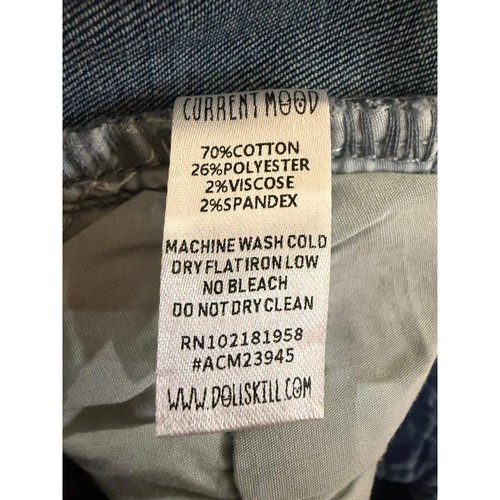 CURRENT MOOD
70%COTTON
26%POLYESTER
2%VISCOSE
2%SPANDEX
MACHINE WASH COLD
DRY FLAT IRON LOW
NO BLEACH
DO NOT DRY CLEAN
RN102181958
#ACM23945
WWW.DOLLSKILL.COM